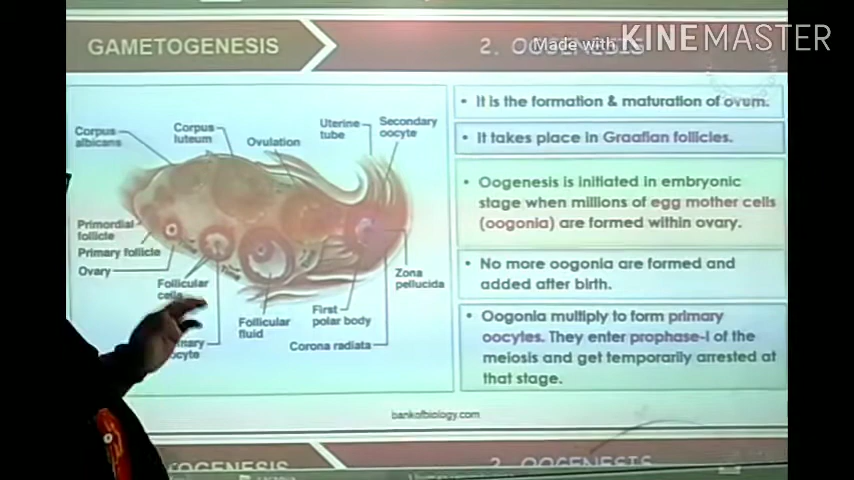 GAMETOGENESIS
2. OOGENESIS
Made with KINEMASTER
• It is the formation & maturation of ovum.
• It takes place in Graafian follicles.
• Oogenesis is initiated in embryonic
stage when millions of egg mother cells
(oogonia) are formed within ovary.
• No more oogonia are formed and
added after birth.
• Oogonia multiply to form primary
oocytes. They enter prophase-I of the
meiosis and get temporarily arrested at
that stage.
Corpus
albicans
Corpus
luteum
Ovulation
Uterine
tube
Secondary
oocyte
Primordial
follicle
Primary follicle
Ovary
Follicular
cells
Follicular
fluid
First
polar body
Corona radiata
Zona
pellucida
bankofbiology.com
2. OOGENESIS